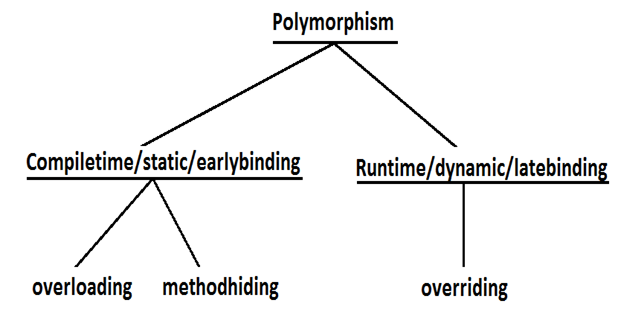 Polymorphism
Compiletime/static/earlybinding
Runtime/dynamic/latebinding
overloading
methodhiding
overriding